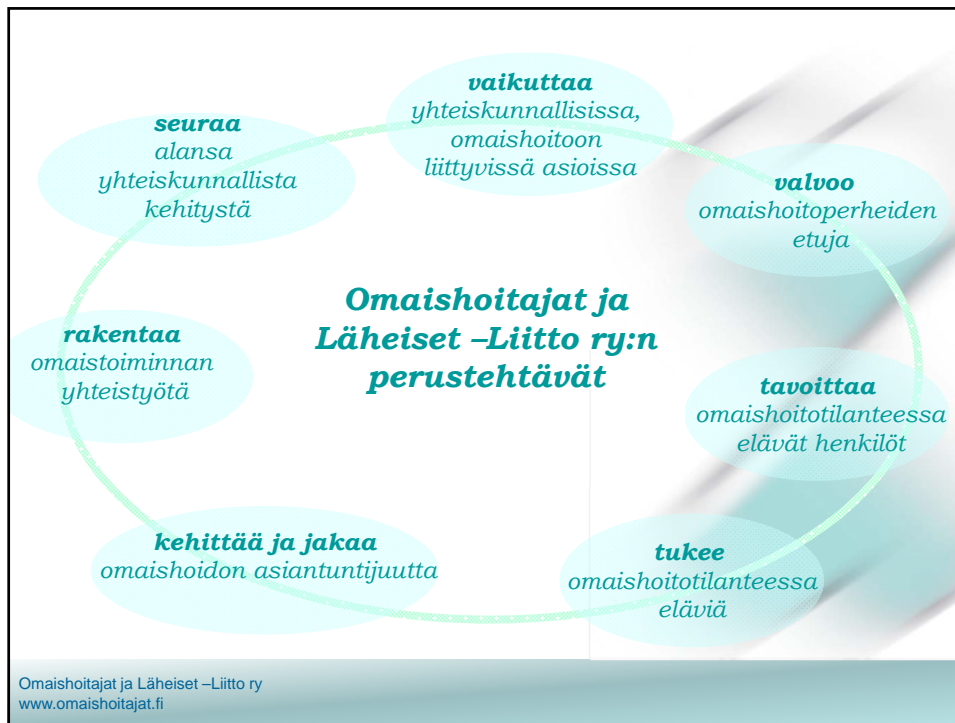 vaikuttaa
yhteiskunnallisissa,
omaishoitoon
liittyvissä asioissa
seuraa
alansa
yhteiskunnallista
kehitystä
valvoo
omaishoitoperheiden
etuja
Omaishoitajat ja
Läheiset –Liitto ry:n
perustehtävät
rakentaa
omaistoiminnan
yhteistyötä
tavoittaa
omaishoitotilanteessa
elävät henkilöt
kehittää ja jakaa
omaishoidon asiantuntijuutta
tukee
omaishoitotilanteessa
eläviä
Omaishoitajat ja Läheiset –Liitto ry
www.omaishoitajat.fi